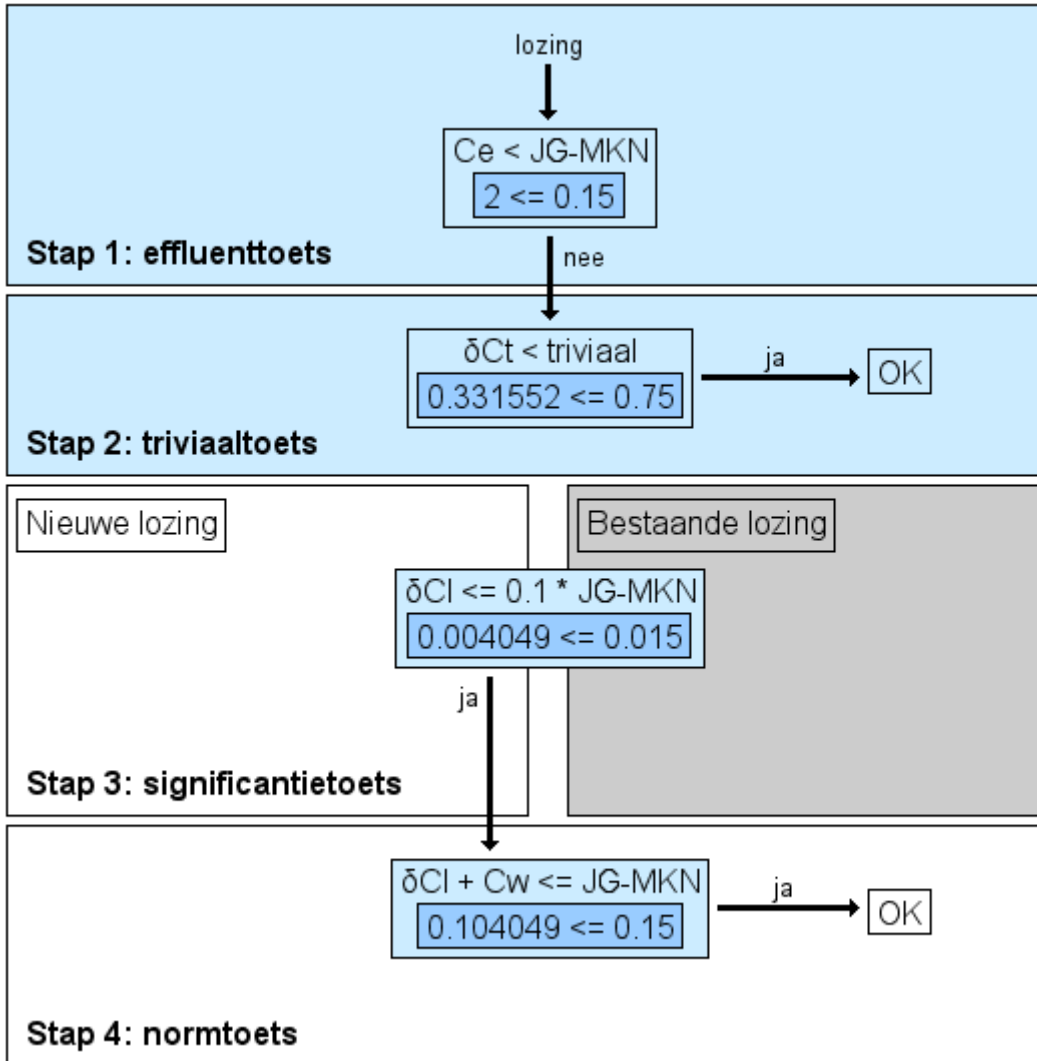 lozing
Ce < JG-MKN
2 <= 0.15
Stap 1: effluenttoets
nee
δCt < triviaal
0.331552 <= 0.75
ja
OK
Stap 2: triviaaltoets
Nieuwe lozing
Bestaande lozing
δCl <= 0.1 * JG-MKN
0.004049 <= 0.015
ja
Stap 3: significantietoets
δCl + Cw <= JG-MKN
0.104049 <= 0.15
ja
OK
Stap 4: normtoets